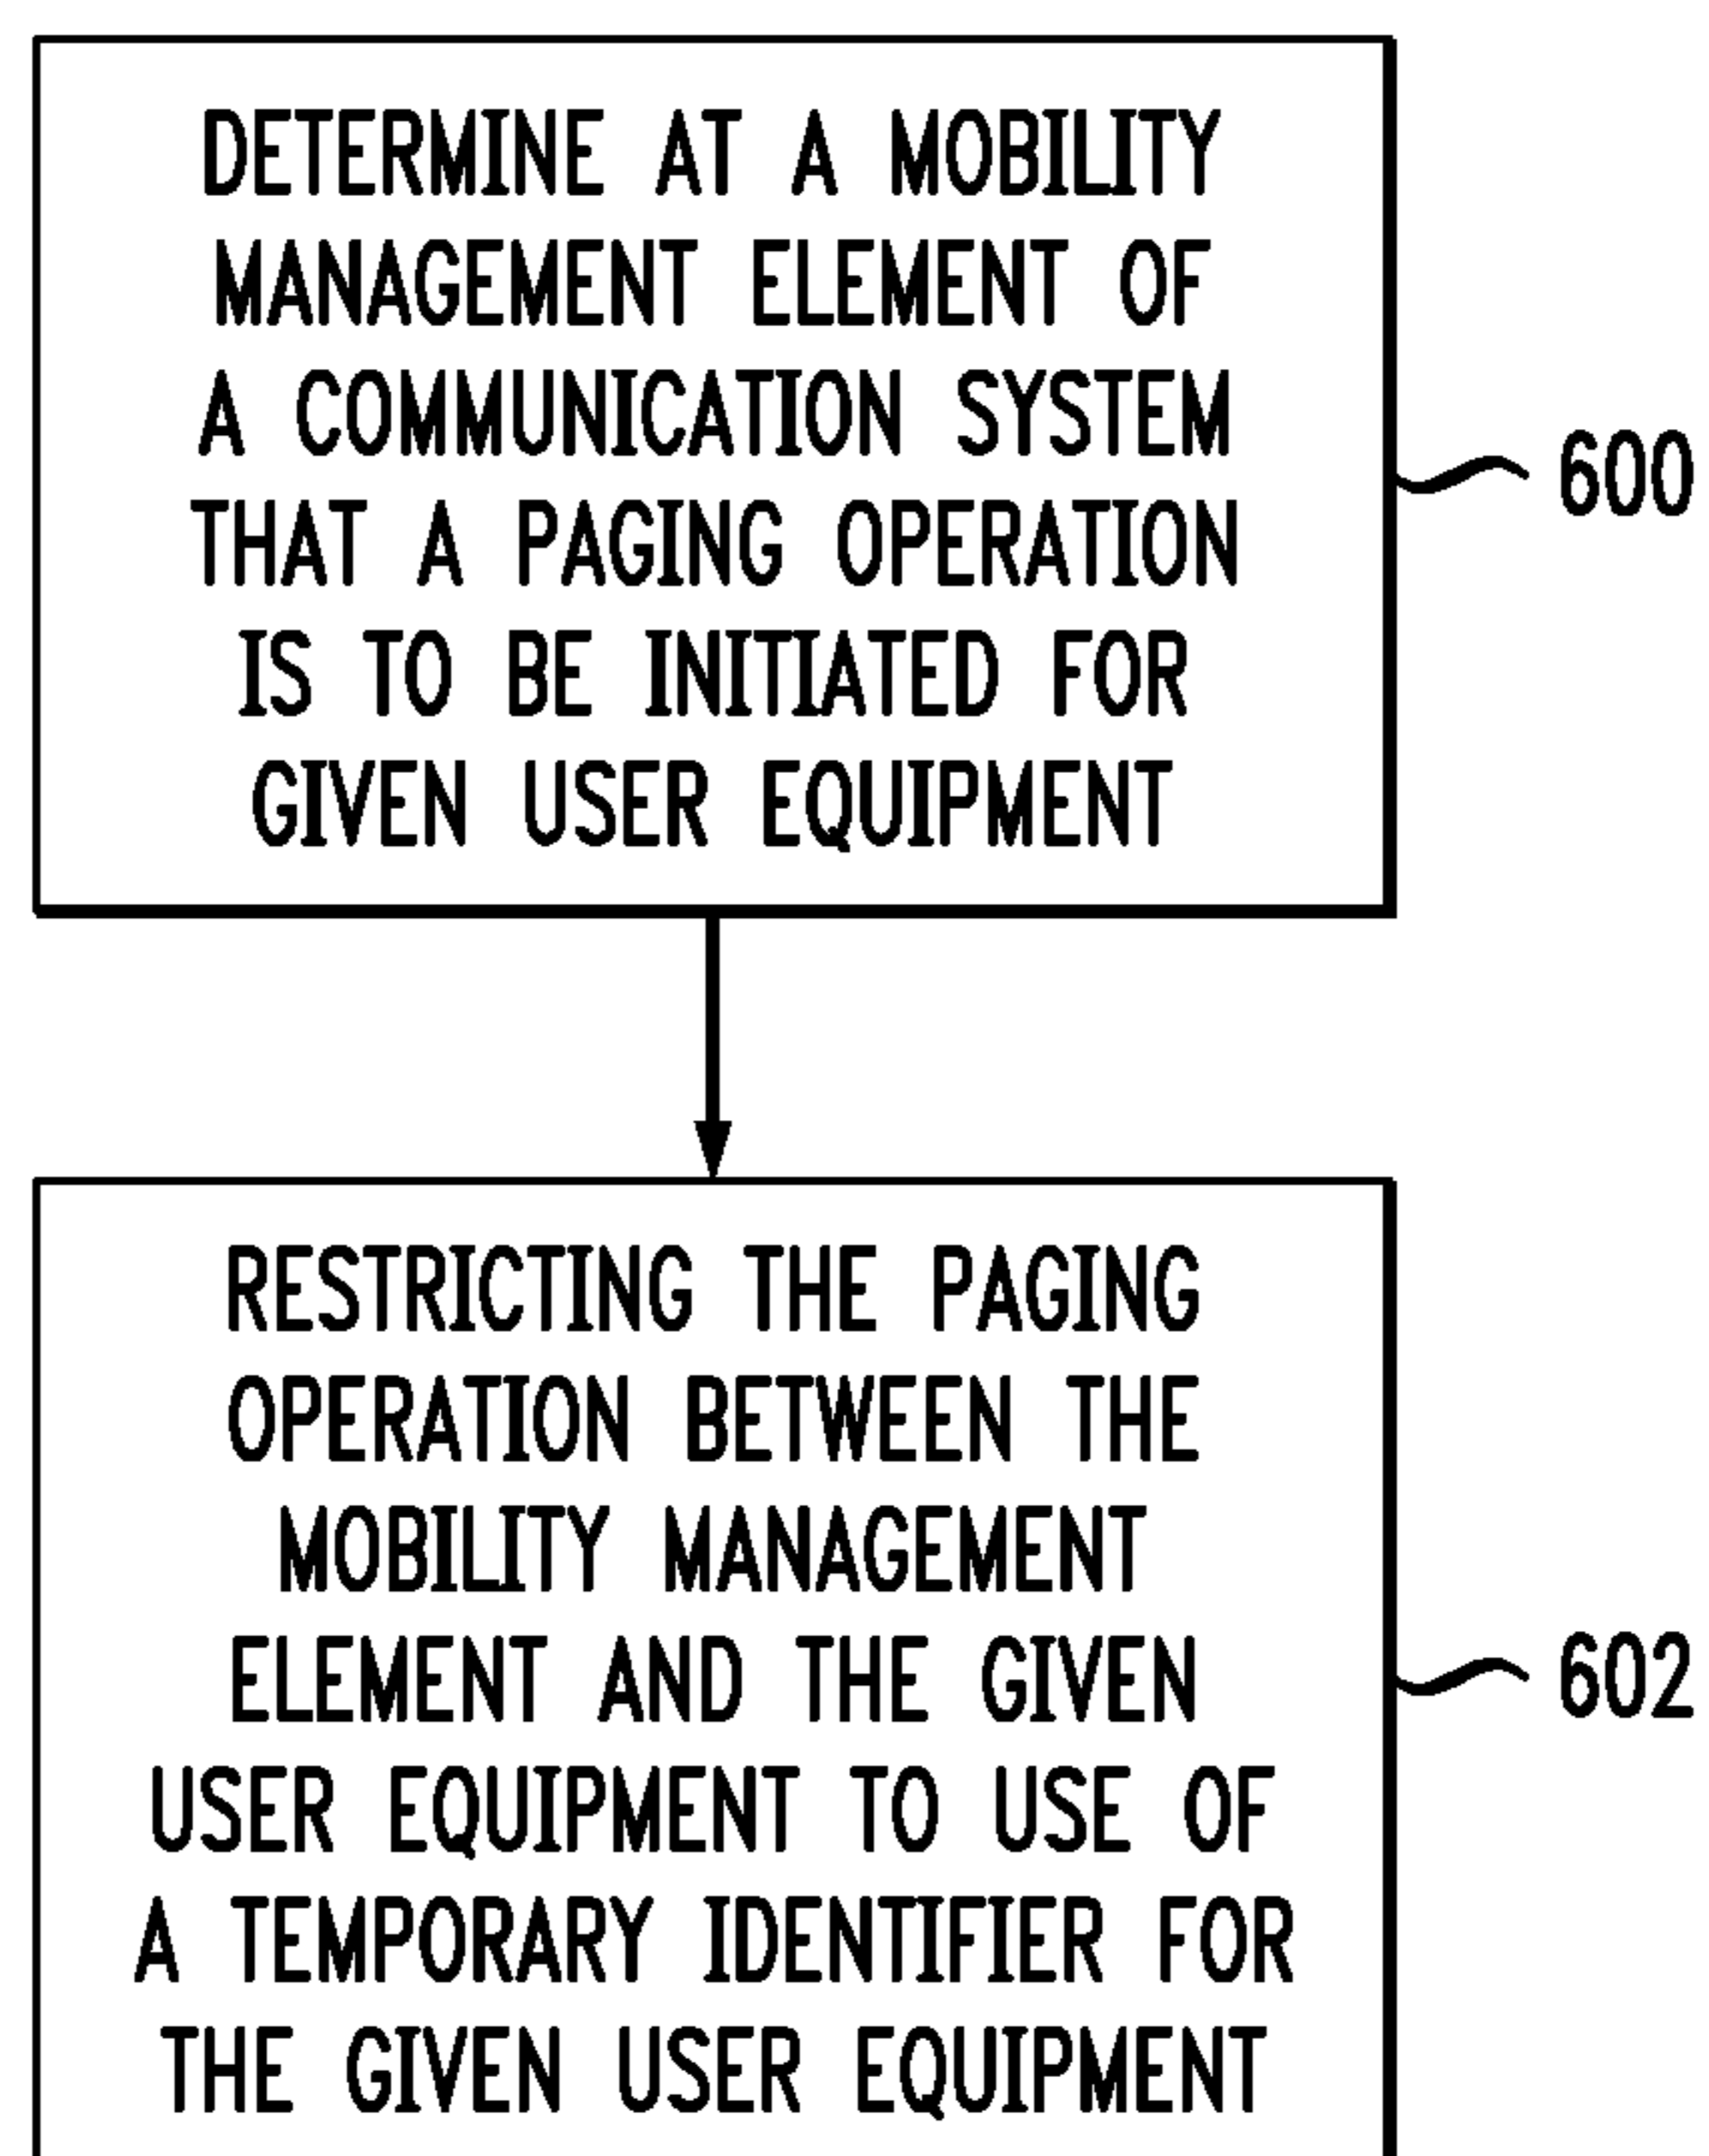 DETERMINE AT A MOBILITY
MANAGEMENT ELEMENT OF
A COMMUNICATION SYSTEM
THAT A PAGING OPERATION
IS TO BE INITIATED FOR
GIVEN USER EQUIPMENT
600
RESTRICTING THE PAGING
OPERATION BETWEEN THE
MOBILITY MANAGEMENT
ELEMENT AND THE GIVEN
USER EQUIPMENT TO USE OF
A TEMPORARY IDENTIFIER FOR
THE GIVEN USER EQUIPMENT
602